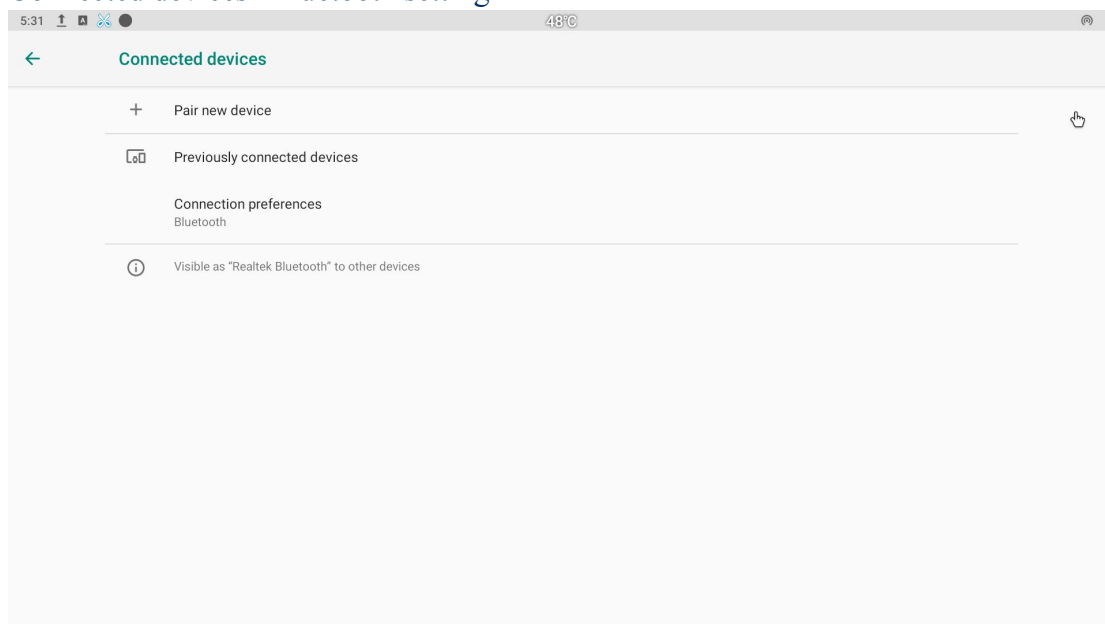 5:31 A 48°C
Connected devices
Pair new device
Previously connected devices
Connection preferences
Bluetooth
Visible as “Realtek Bluetooth” to other devices